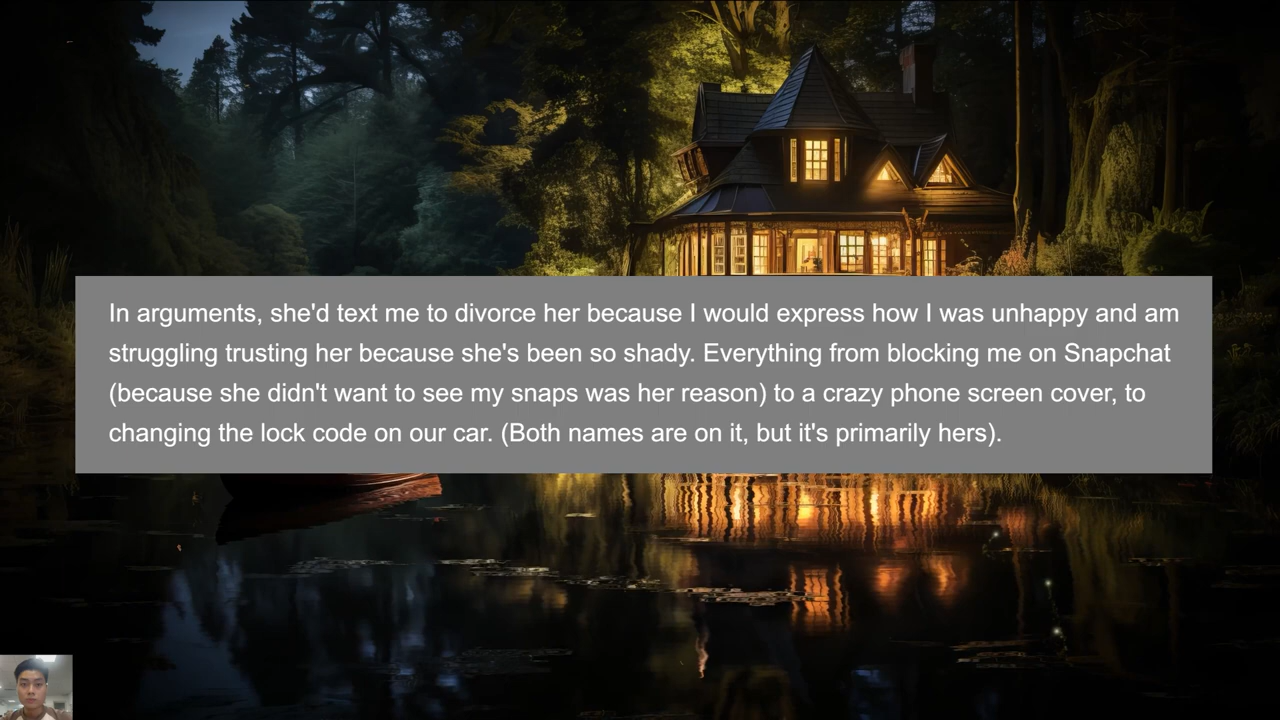 In arguments, she'd text me to divorce her because I would express how I was unhappy and am
struggling trusting her because she's been so shady. Everything from blocking me on Snapchat
(because she didn't want to see my snaps was her reason) to a crazy phone screen cover, to
changing the lock code on our car. (Both names are on it, but it's primarily hers).